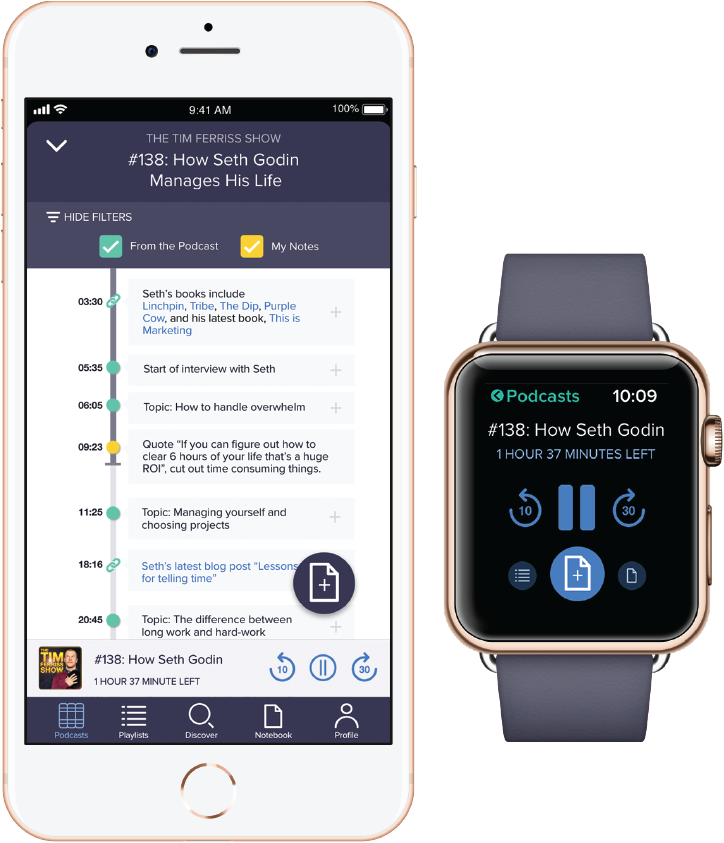 9:41 AM
100%
THE TIM FERRISS SHOW
#138: How Seth Godin
Manages His Life
HIDE FILTERS
From the Podcast
My Notes
03:30
Seth's books include
Linchpin, Tribe, The Dip, Purple
Cow, and his latest book, This is
Marketing
05:35
Start of interview with Seth
06:05
Topic: How to handle overwhelm
09:23
Quote “If you can figure out how to
clear 6 hours of your life that's a huge
ROI”, cut out time consuming things.
11:25
Topic: Managing yourself and
choosing projects
18:16
Seth's latest blog post “Lessons
for telling time”
20:45
Topic: The difference between
long work and hard-work
THE
TIM
FERRISS
SHOW
#138: How Seth Godin
1 HOUR 37 MINUTE LEFT
10
30
Podcasts
Playlists
Discover
Notebook
Profile
Podcasts
10:09
#138: How Seth Godin
1 HOUR 37 MINUTES LEFT
10
30